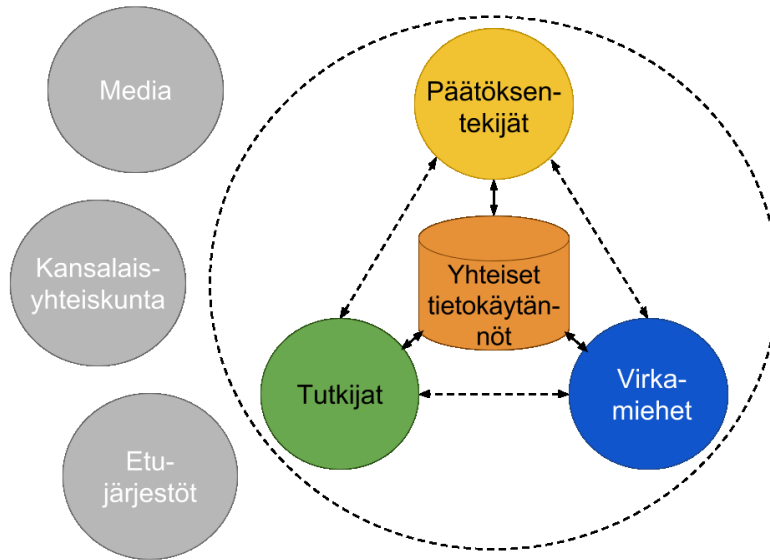 Media
Kansalais-
yhteiskunta
Etu-
järjestöt
Päätöksen-
tekijät
Yhteiset
tietokäytän-
nöt
Tutkijat
Virka-
miehet